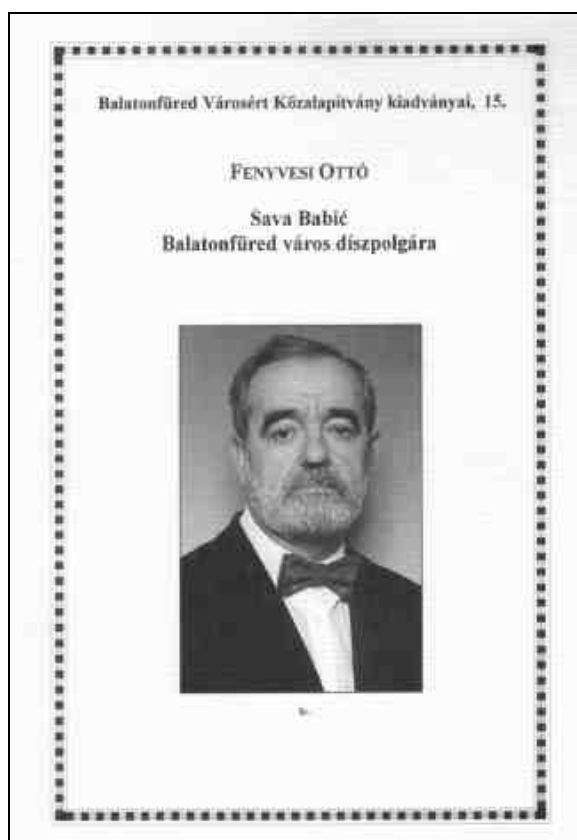 Balatonfüred Városért Közalapítvány kiadványai, 15.
FENYVESI OTTÓ
Sava Babić
Balatonfüred város díszpolgára